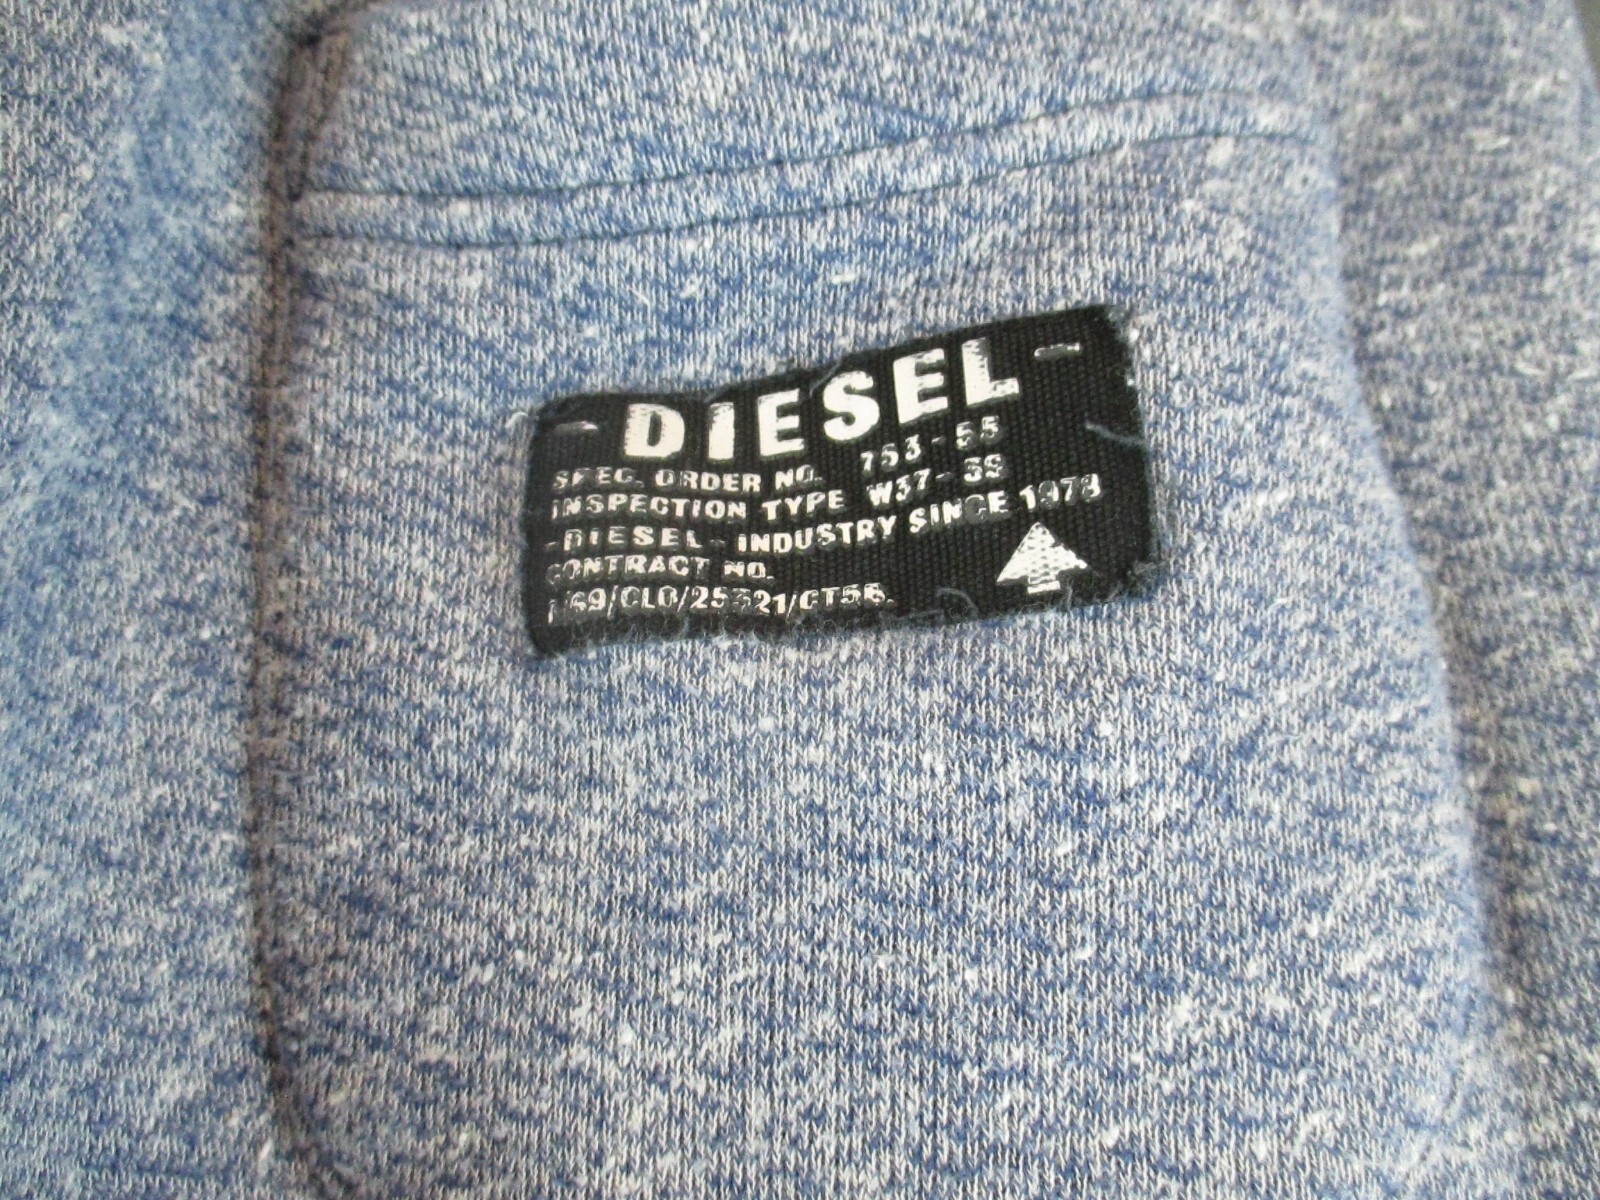 - DIESEL -
SPEC. ORDER NO. 753-55
INSPECTION TYPE W37-39
-DIESEL- INDUSTRY SINCE 1978
CONTRACT NO.